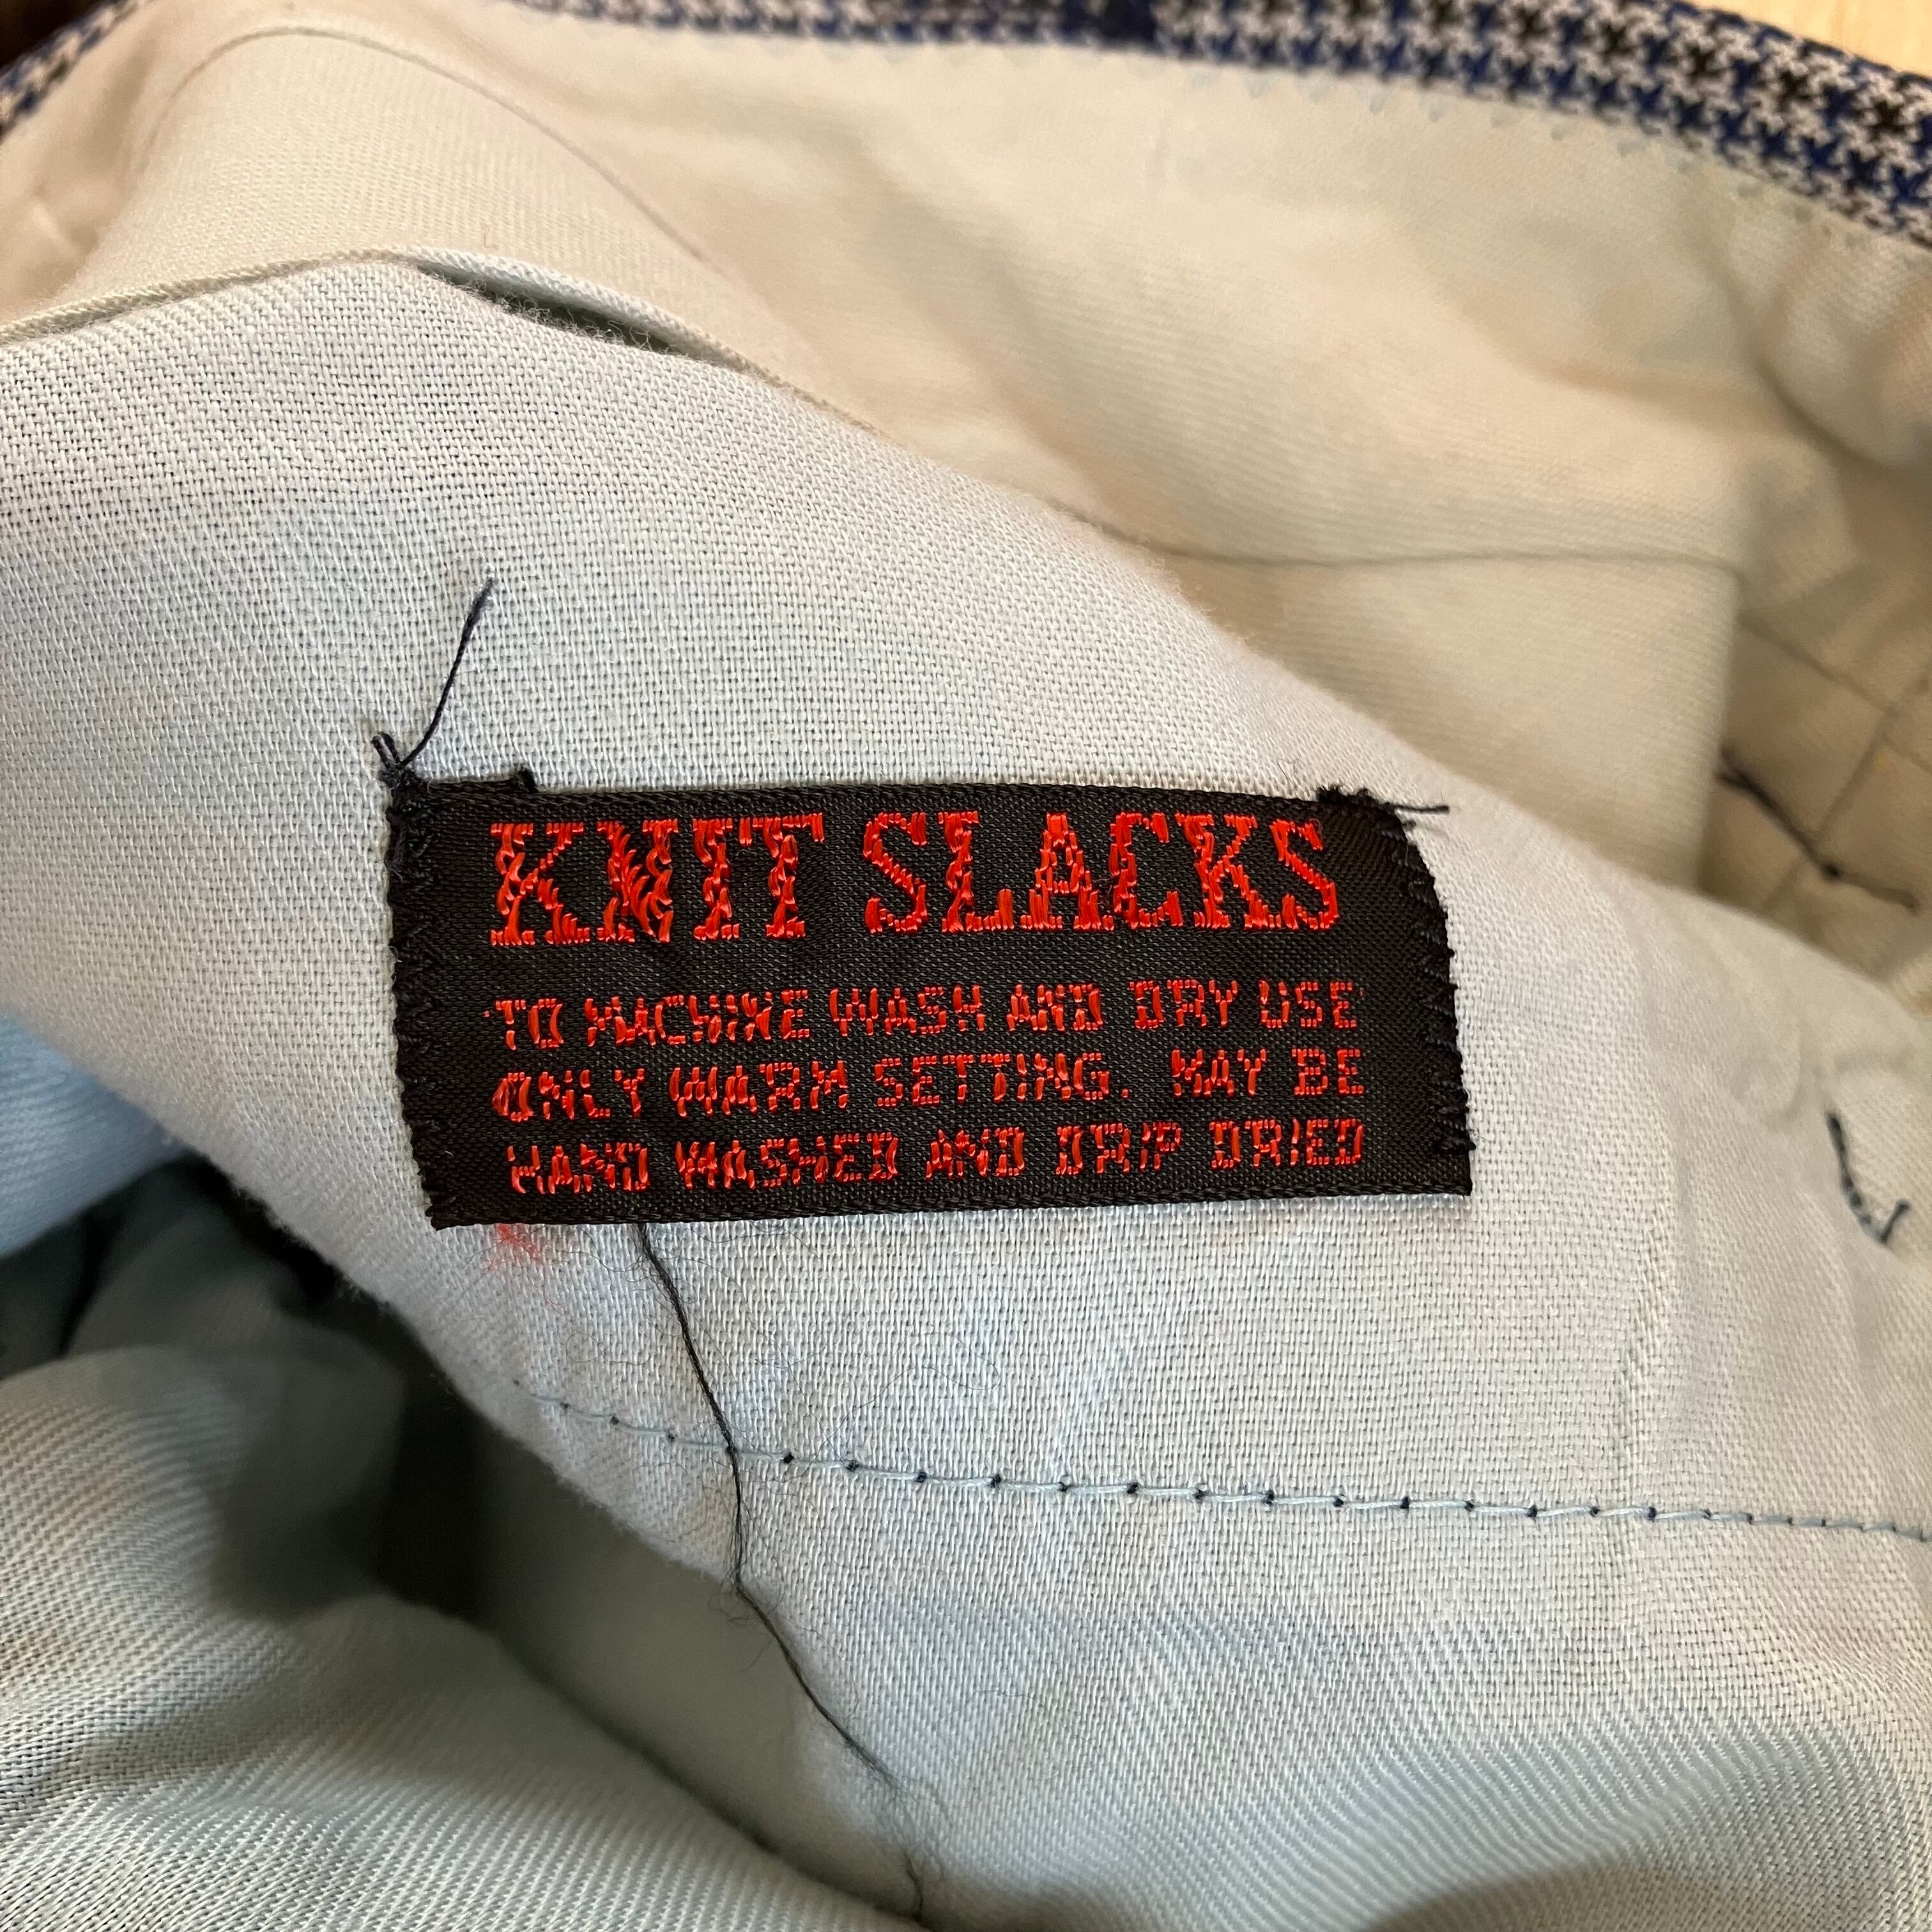 KNIT SLACKS
TO MACHINE WASH AND DRY USE
ONLY WARM SETTING. MAY BE
HAND WASHED AND DRIP DRIED